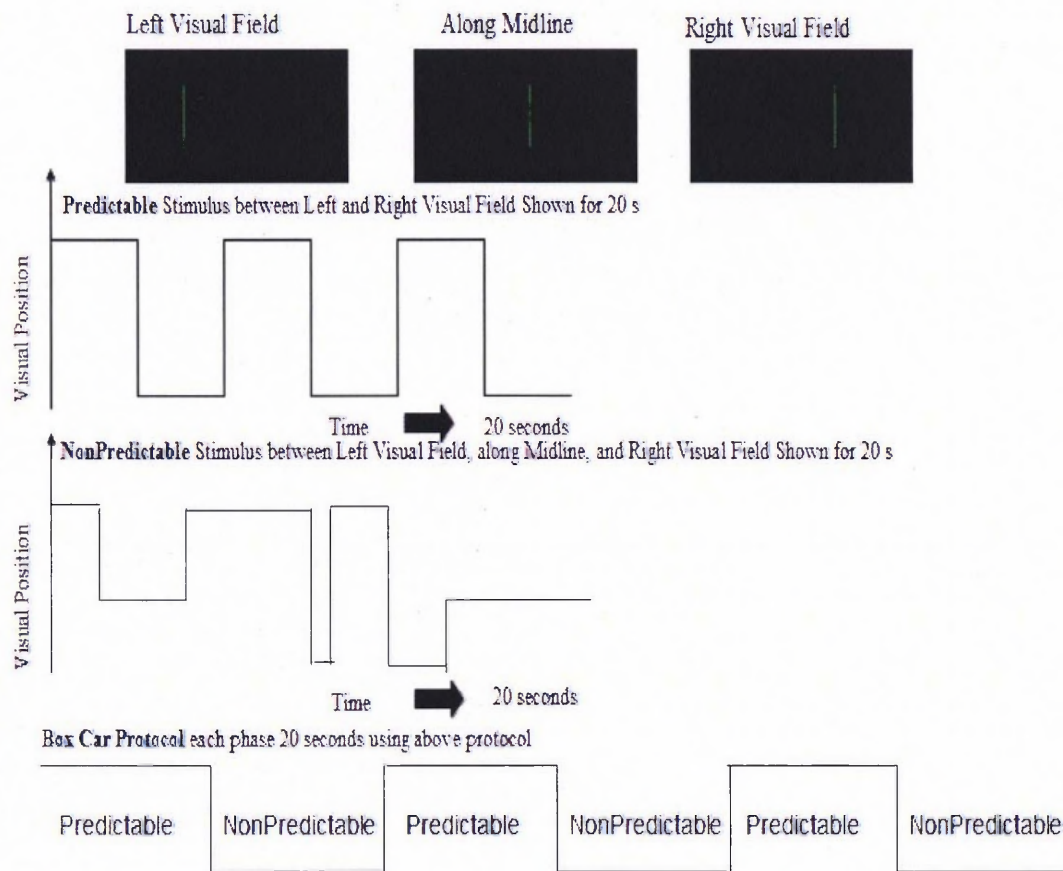 Left Visual Field
Along Midline
Right Visual Field
Predictable Stimulus between Left and Right Visual Field Shown for 20 s
Visual Position
Time
20 seconds
NonPredictable Stimulus between Left Visual Field, along Midline, and Right Visual Field Shown for 20 s
Visual Position
Time
20 seconds
Box Car Protocol each phase 20 seconds using above protocol
Predictable
NonPredictable
Predictable
NonPredictable
Predictable
NonPredictable